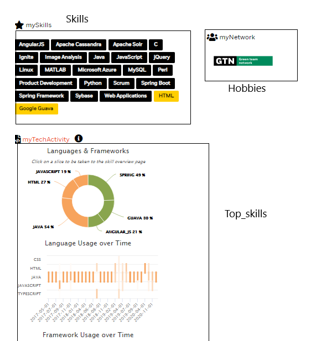 Skills
mySkills
AngularJS Apache Cassandra Apache Solr C
Ignite Image Analysis Java JavaScript jQuery
Linux MATLAB Microsoft Azure MySQL Perl
Product Development Python Scrum Spring Boot
Spring Framework Sybase Web Applications HTML
Google Guava
myNetwork
GTN Green team network
Hobbies
myTechActivity
Languages & Frameworks
Click on a slice to be taken to the skill overview page
JAVASCRIPT 19 %
SPRING 49 %
HTML 27 %
GUAVA 30 %
JAVA 54 %
ANGULAR_JS 21 %
Top_skills
Language Usage over Time
CSS
HTML
JAVA
JAVASCRIPT
TYPESCRIPT
Framework Usage over Time